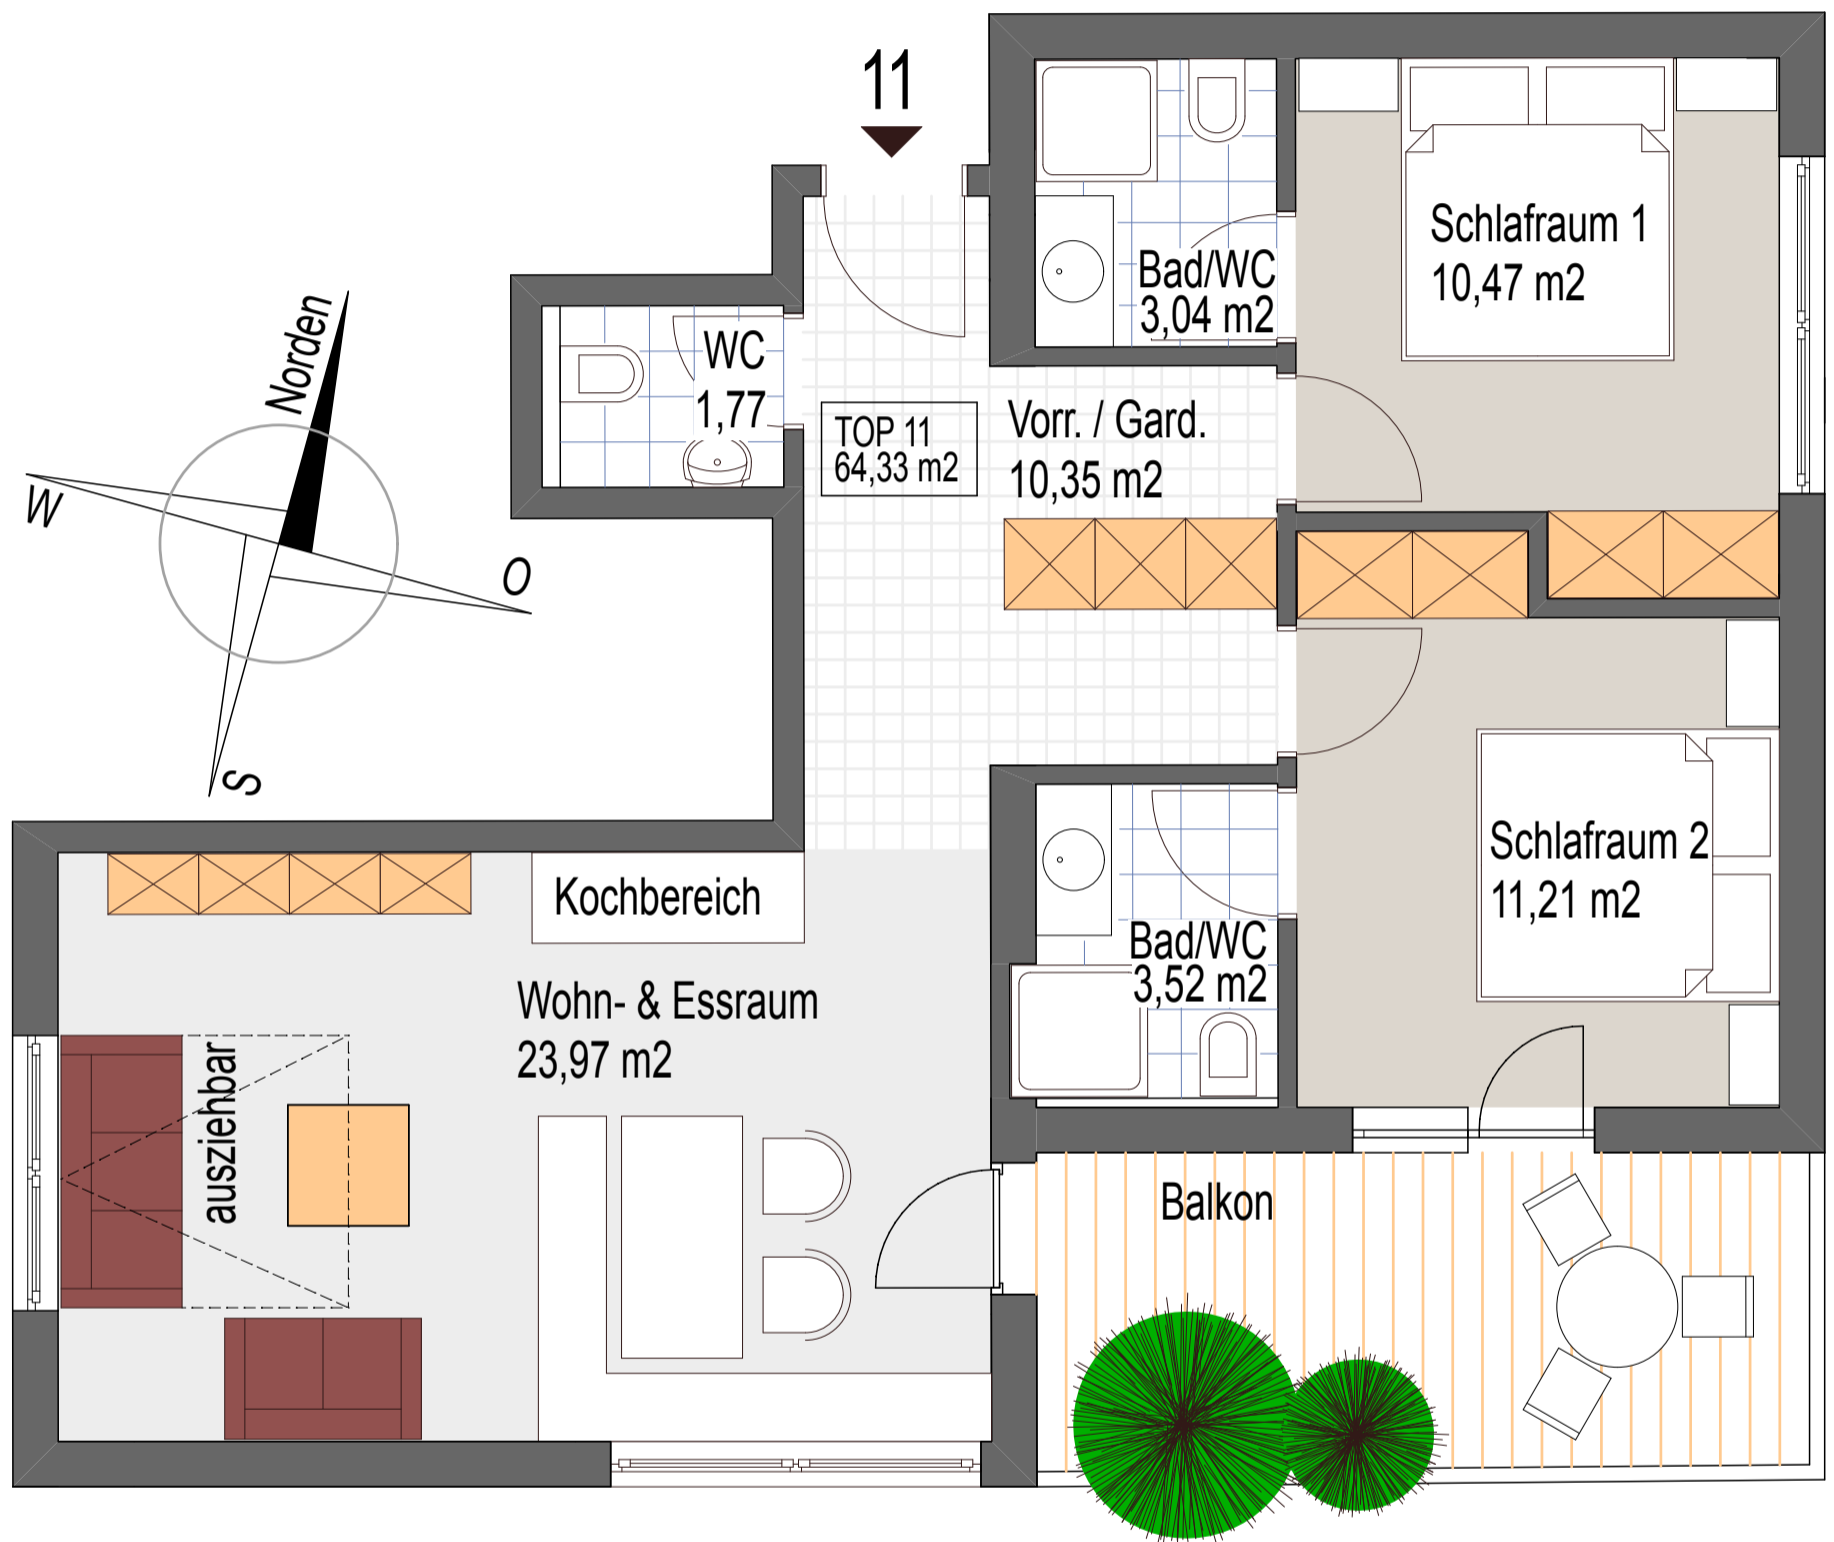 11
Norden
W
O
S
WC
1,77
TOP 11
64,33 m2
Vorr. / Gard.
10,35 m2
Bad/WC
3,04 m2
Schlafraum 1
10,47 m2
Schlafraum 2
11,21 m2
Bad/WC
3,52 m2
Kochbereich
Wohn- & Essraum
23,97 m2
ausziehbar
Balkon